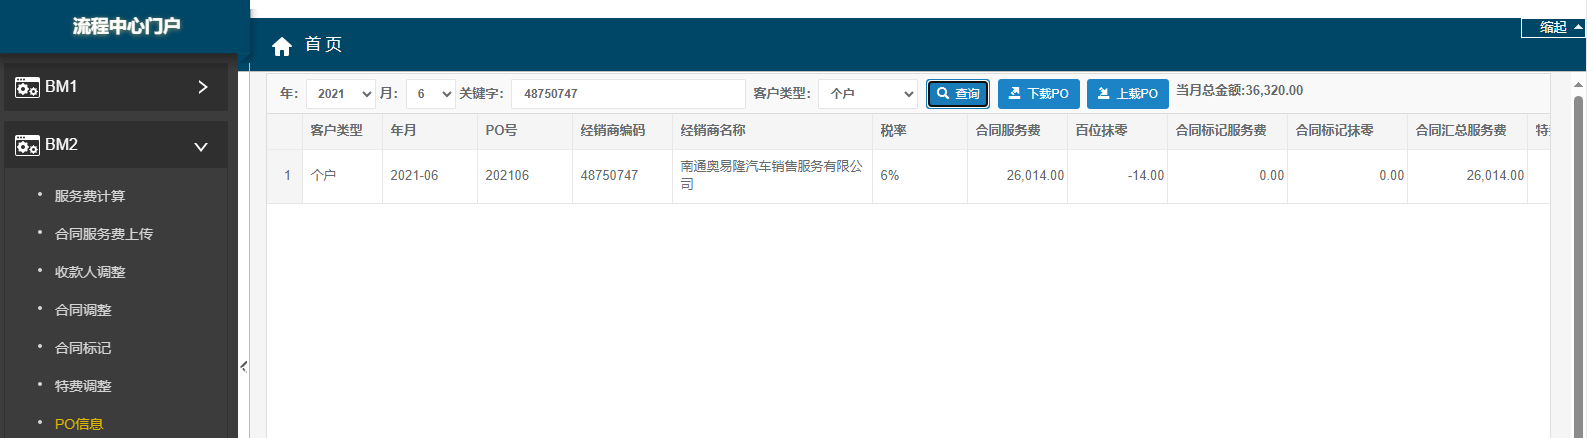 流程中心门户
缩起
首页
BM1
BM2
服务费计算
合同服务费上传
收款人调整
合同调整
合同标记
特费调整
PO信息
年： 2021 月： 6 关键字： 48750747 客户类型： 个户 查询 下载PO 上载PO 当月总金额:36,320.00
客户类型 年月 PO号 经销商编码 经销商名称 税率 合同服务费 百位抹零 合同标记服务费 合同标记抹零 合同汇总服务费
1 个户 2021-06 202106 48750747 南通奥易隆汽车销售服务有限公 6% 26,014.00 -14.00 0.00 0.00 26,014.00
司